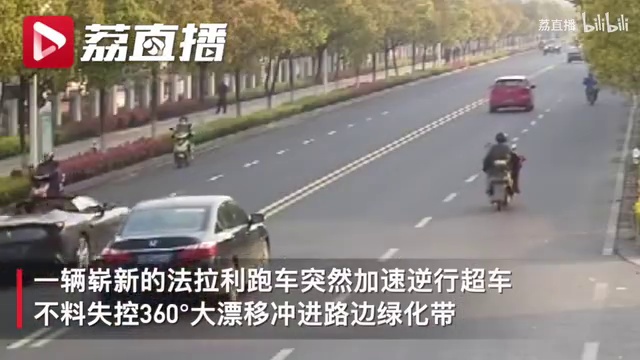 荔直播
荔直播 bilibili
一辆崭新的法拉利跑车突然加速逆行超车
不料失控360°大漂移冲进路边绿化带